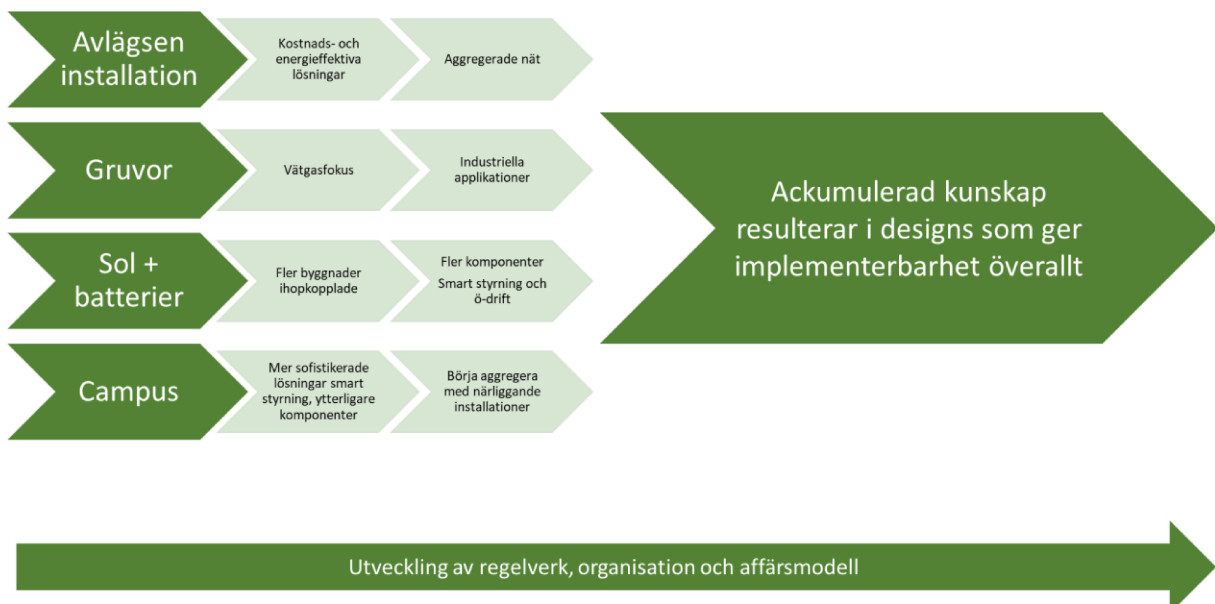 Avlägsen
installation
Kostnads- och
energieffektiva
lösningar
Aggregerade nät
Gruvor
Vätgasfokus
Industriella
applikationer
Sol +
batterier
Fler byggnader
ihopkopplade
Fler komponenter
Smart styrning och
ö-drift
Campus
Mer sofistikerade
lösningar smart
styrning, ytterligare
komponenter
Börja aggregera
med närliggande
installationer
Ackumulerad kunskap
resulterar i designs som ger
implementerbarhet överallt
Utveckling av regelverk, organisation och affärsmodell